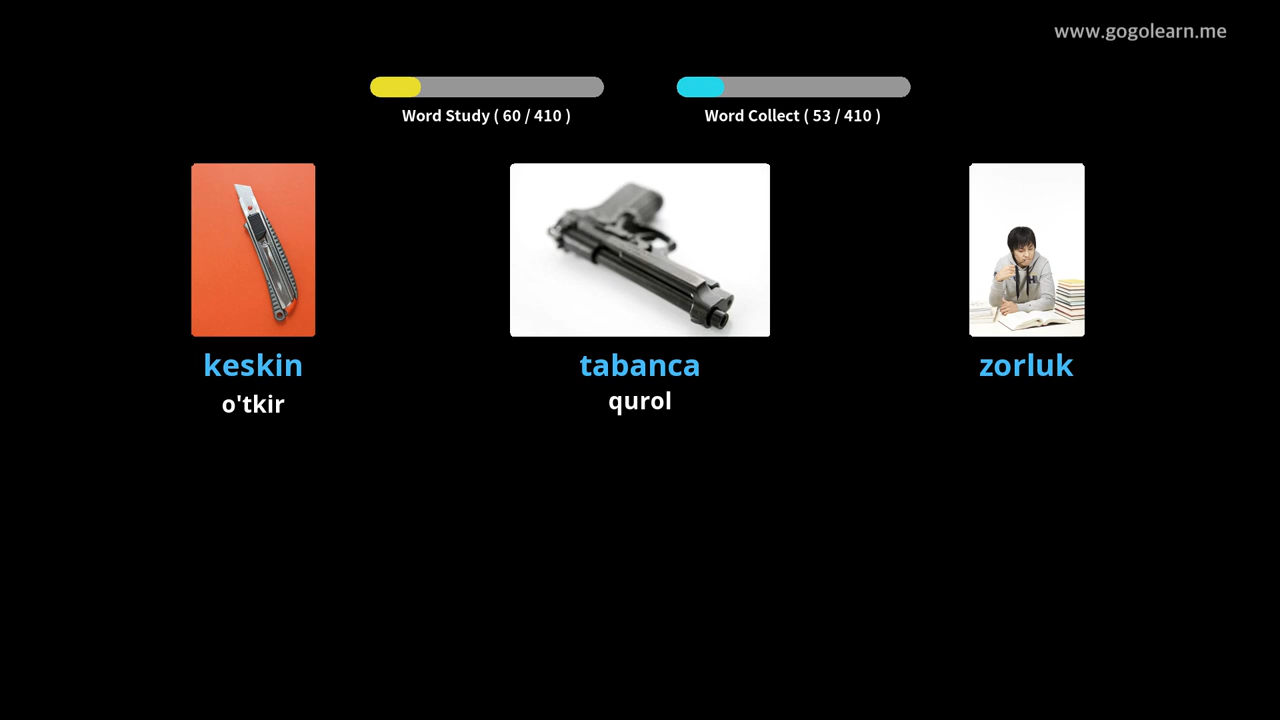 www.gogolearn.me
Word Study ( 60 / 410 )
Word Collect ( 53 / 410 )
keskin
tabanca
zorluk
o'tkir
qurol